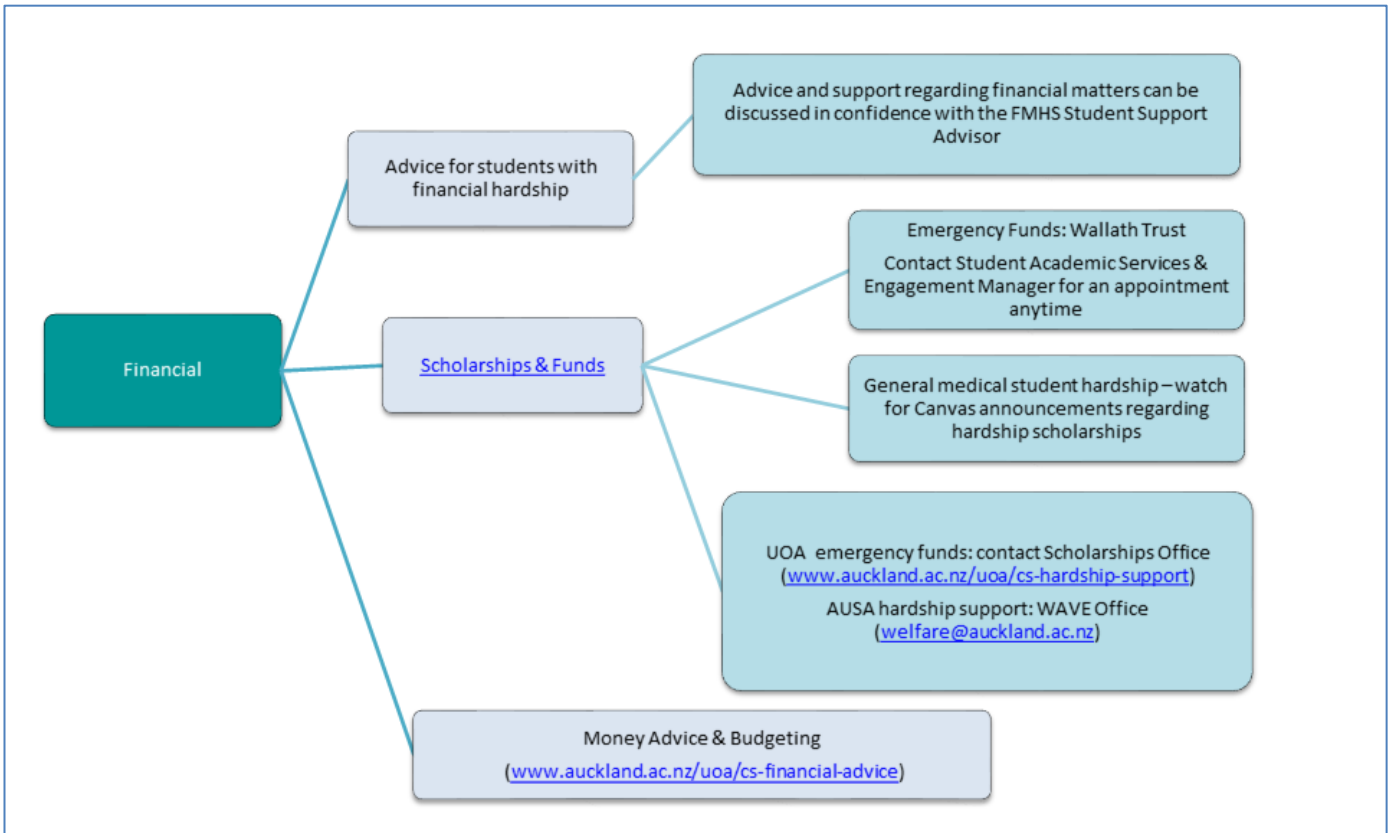 Financial
Advice for students with
financial hardship
Advice and support regarding financial matters can be
discussed in confidence with the FMHS Student Support
Advisor
Scholarships & Funds
Emergency Funds: Wallath Trust
Contact Student Academic Services &
Engagement Manager for an appointment
anytime
General medical student hardship – watch
for Canvas announcements regarding
hardship scholarships
UOA emergency funds: contact Scholarships Office
(www.auckland.ac.nz/uoa/cs-hardship-support)
AUSA hardship support: WAVE Office
(welfare@auckland.ac.nz)
Money Advice & Budgeting
(www.auckland.ac.nz/uoa/cs-financial-advice)